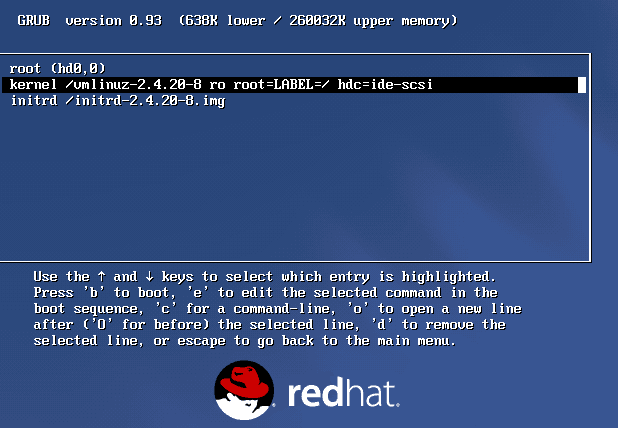 GRUB  version 0.93  (638K lower / 260032K upper memory)
root (hd0,0)
kernel /vmlinuz-2.4.20-8 ro root=LABEL=/ hdc=ide-scsi
initrd /initrd-2.4.20-8.img
Use the ↑ and ↓ keys to select which entry is highlighted.
Press 'b' to boot, 'e' to edit the selected command in the
boot sequence, 'c' for a command-line, 'o' to open a new line
after ('O' for before) the selected line, 'd' to remove the
selected line, or escape to go back to the main menu.
redhat.